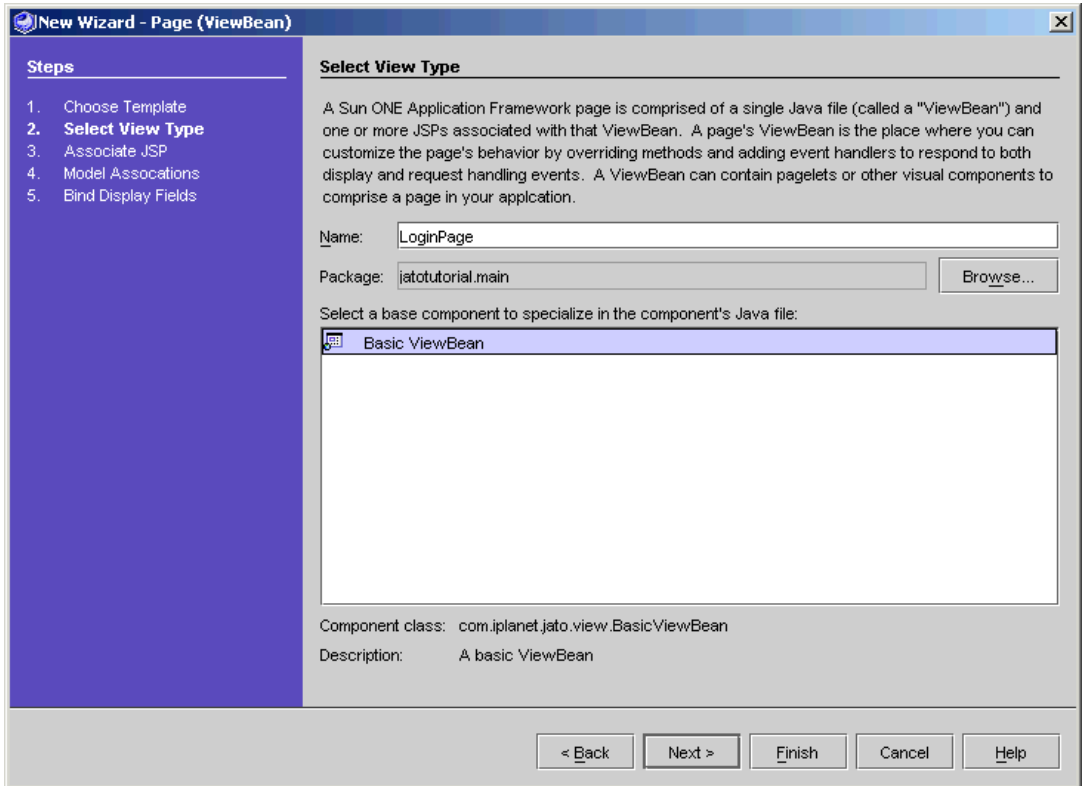 New Wizard - Page (ViewBean)
Steps
1. Choose Template
2. Select View Type
3. Associate JSP
4. Model Assocations
5. Bind Display Fields
Select View Type
A Sun ONE Application Framework page is comprised of a single Java file (called a "ViewBean") and
one or more JSPs associated with that ViewBean. A page's ViewBean is the place where you can
customize the page's behavior by overriding methods and adding event handlers to respond to both
display and request handling events. A ViewBean can contain pagelets or other visual components to
comprise a page in your applcation.
Name: LoginPage
Package: jatotutorial.main Browse...
Select a base component to specialize in the component's Java file:
Basic ViewBean
Component class: com.iplanet.jato.view.BasicViewBean
Description: A basic ViewBean
< Back Next > Finish Cancel Help